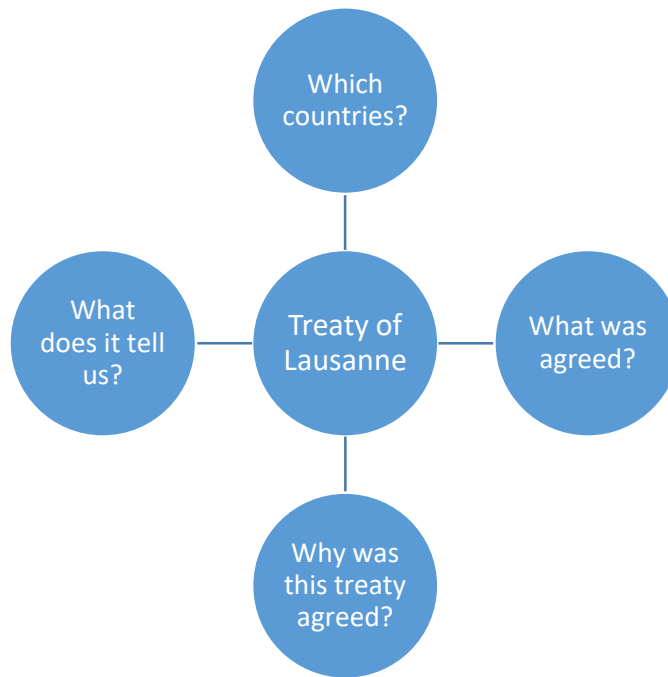 Which
countries?
What
does it tell
us?
Treaty of
Lausanne
What was
agreed?
Why was
this treaty
agreed?